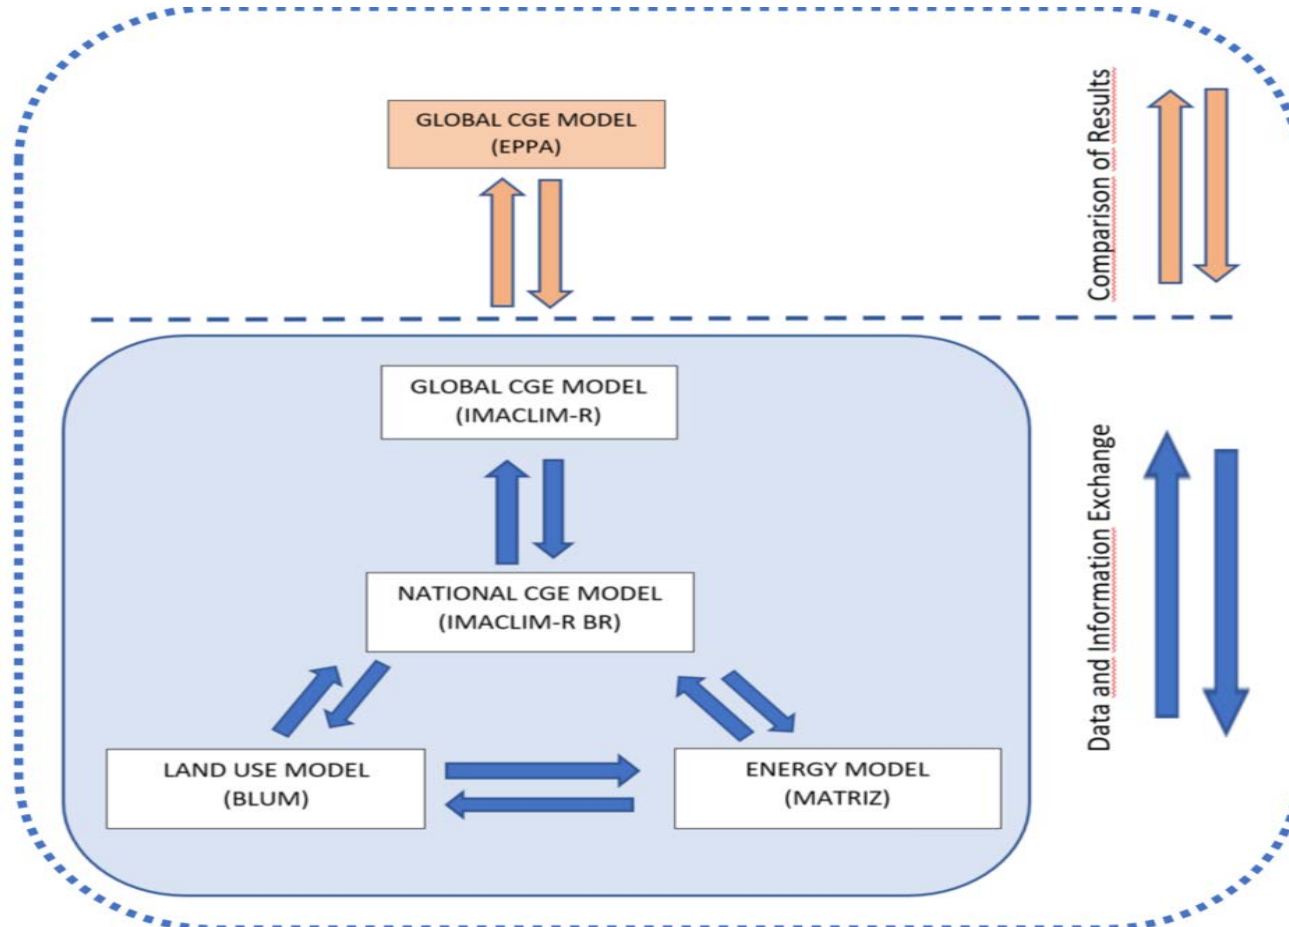 GLOBAL CGE MODEL
(EPPA)
Comparison of Results
GLOBAL CGE MODEL
(IMACLIM-R)
NATIONAL CGE MODEL
(IMACLIM-R BR)
Data and Information Exchange
LAND USE MODEL
(BLUM)
ENERGY MODEL
(MATRIZ)